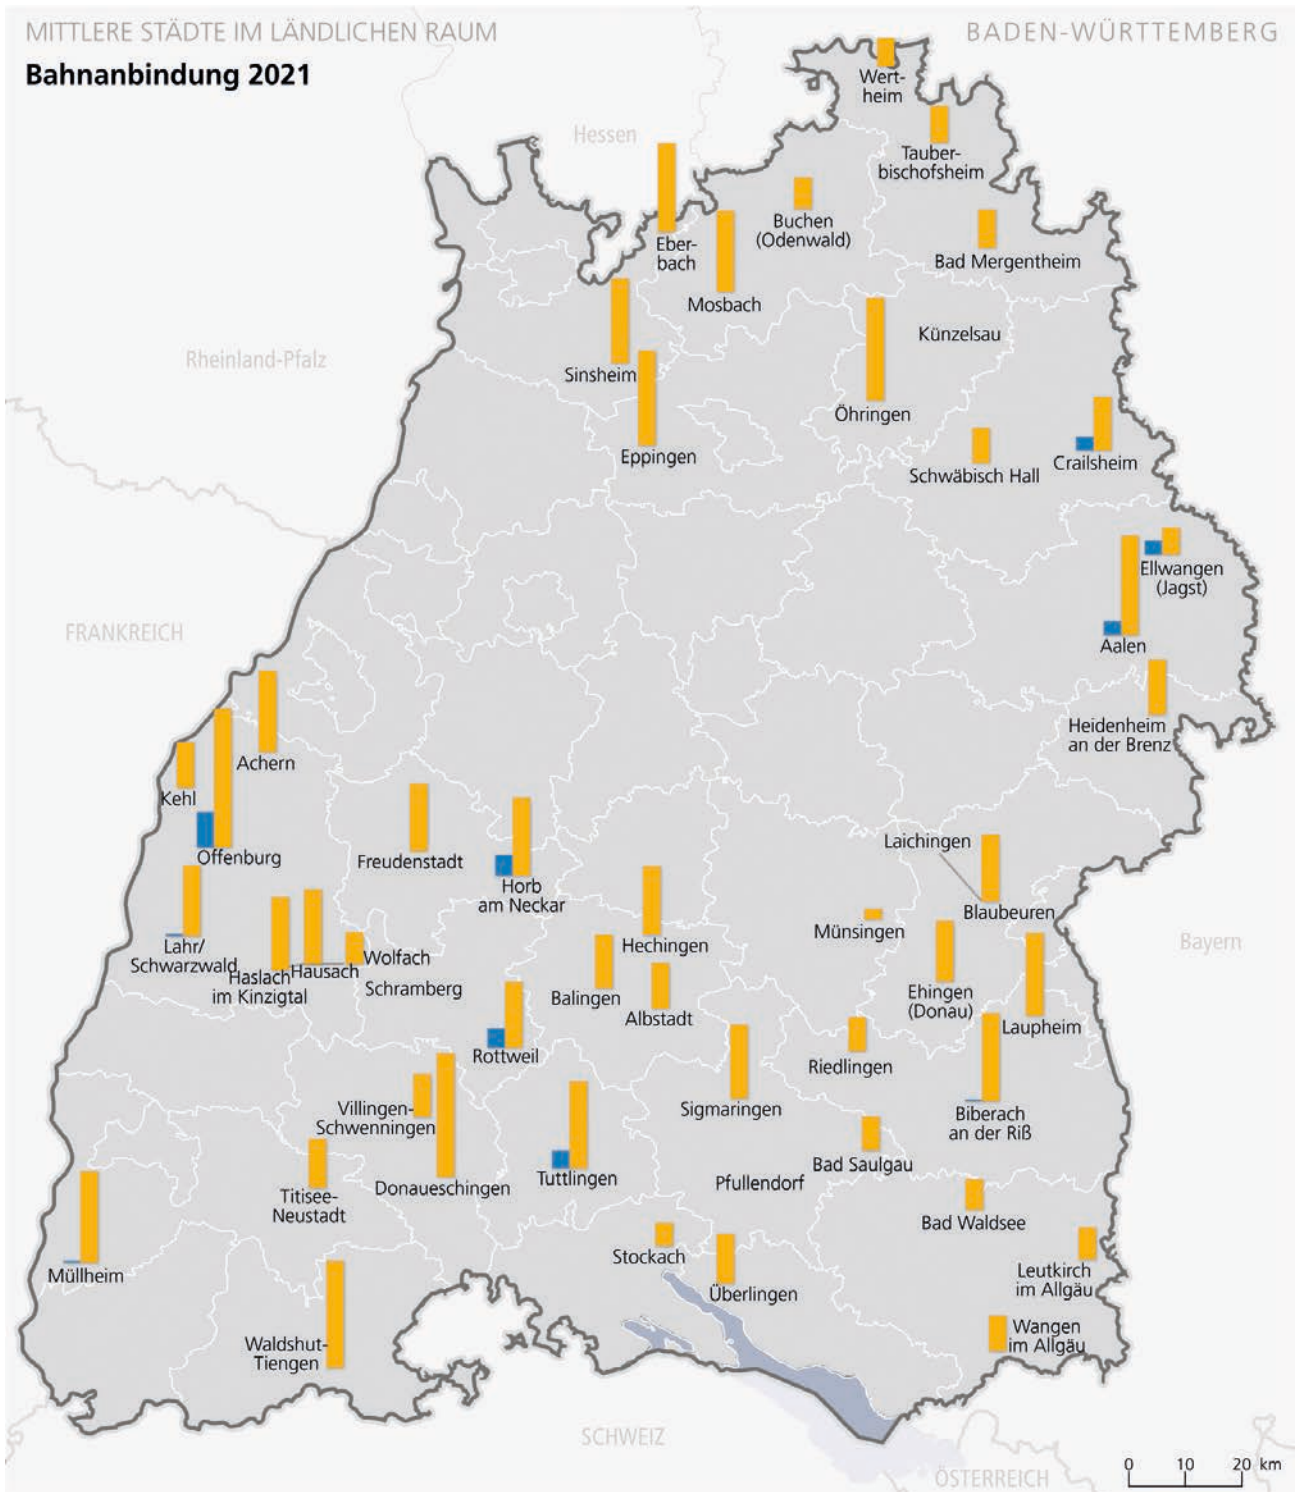 MITTLERE STÄDTE IM LÄNDLICHEN RAUM
BADEN-WÜRTTEMBERG
Bahnanbindung 2021
Wert-
heim
Hessen
Tauber-
bischofsheim
Buchen
(Odenwald)
Eber-
bach
Bad Mergentheim
Mosbach
Künzelsau
Rheinland-Pfalz
Sinsheim
Öhringen
Eppingen
Crailsheim
Schwäbisch Hall
Ellwangen
(Jagst)
FRANKREICH
Aalen
Heidenheim
an der Brenz
Achern
Kehl
Offenburg
Freudenstadt
Laichingen
Horb
am Neckar
Blaubeuren
Münsingen
Bayern
Lahr/
Schwarzwald
Hechingen
Wolfach
Haslach
im Kinzigtal
Hausach
Schramberg
Balingen
Albstadt
Ehingen
(Donau)
Laupheim
Rottweil
Riedlingen
Villingen-
Schwenningen
Sigmaringen
Biberach
an der Riß
Bad Saulgau
Tuttlingen
Pfullendorf
Donaueschingen
Titisee-
Neustadt
Bad Waldsee
Stockach
Müllheim
Leutkirch
im Allgäu
Überlingen
Wangen
im Allgäu
Waldshut-
Tiengen
SCHWEIZ
ÖSTERREICH
0 10 20 km